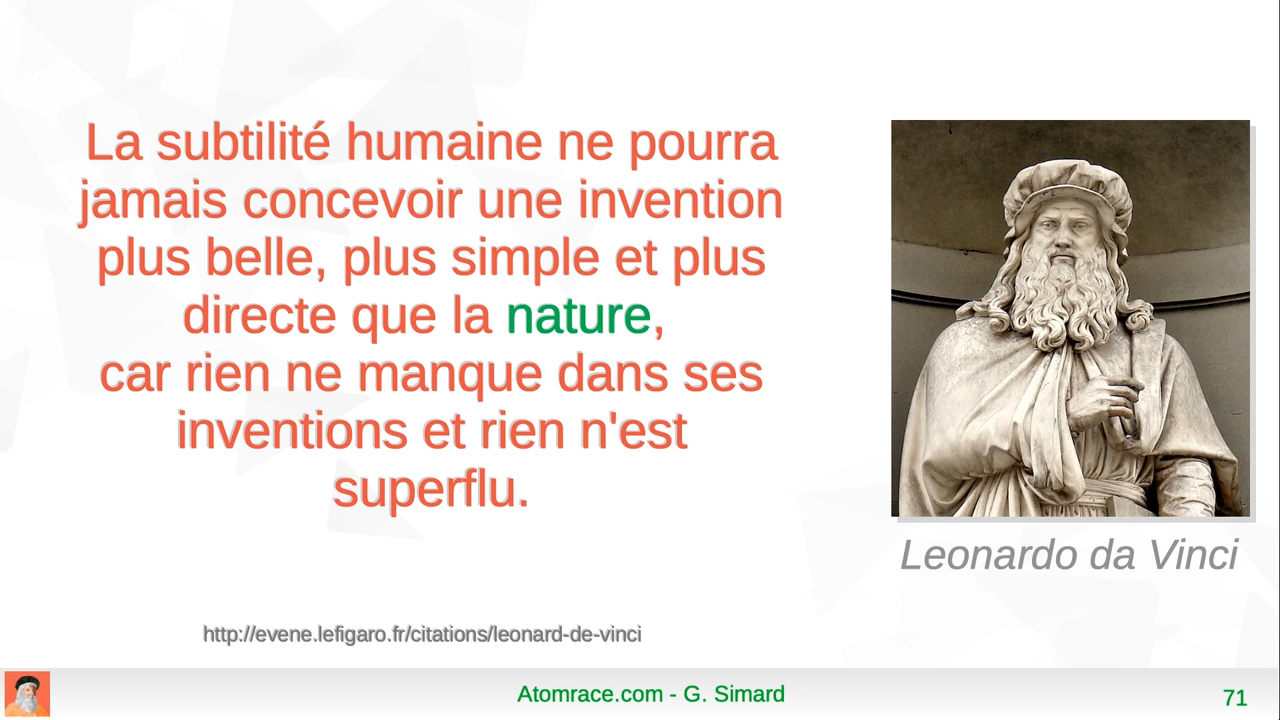 La subtilité humaine ne pourra
jamais concevoir une invention
plus belle, plus simple et plus
directe que la nature,
car rien ne manque dans ses
inventions et rien n'est
superflu.
Leonardo da Vinci
http://evene.lefigaro.fr/citations/leonard-de-vinci
Atomrace.com - G. Simard
71